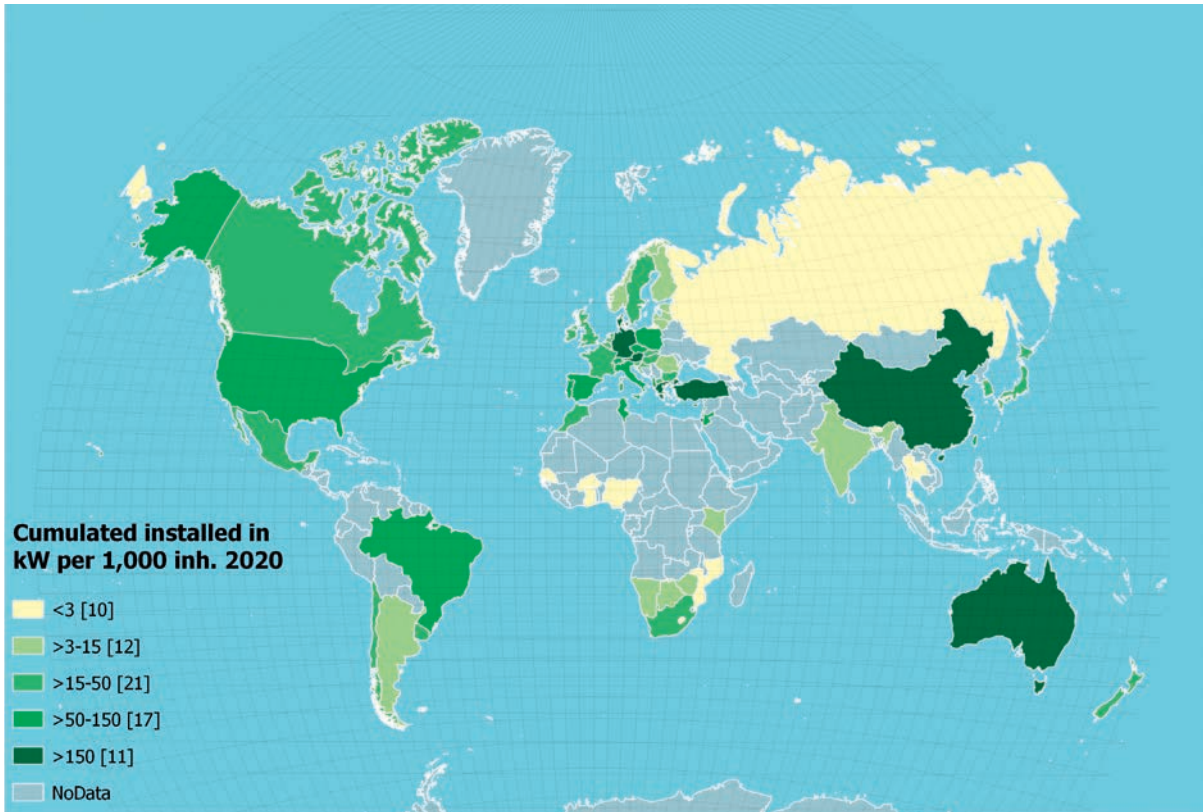 Cumulated installed in
kW per 1,000 inh. 2020
<3 [10]
>3-15 [12]
>15-50 [21]
>50-150 [17]
>150 [11]
NoData